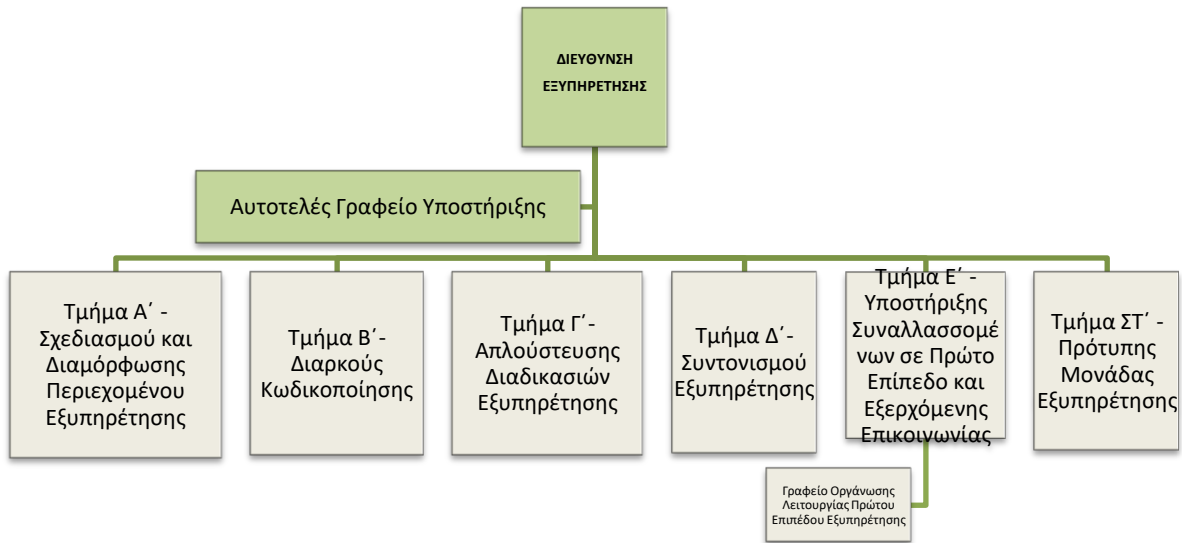 ΔΙΕΥΘΥΝΣΗ
ΕΞΥΠΗΡΕΤΗΣΗΣ
Αυτοτελές Γραφείο Υποστήριξης
Τμήμα Α΄ -
Σχεδιασμού και
Διαμόρφωσης
Περιεχομένου
Εξυπηρέτησης
Τμήμα Β΄-
Διαρκούς
Κωδικοποίησης
Τμήμα Γ΄-
Απλούστευσης
Διαδικασιών
Εξυπηρέτησης
Τμήμα Δ΄-
Συντονισμού
Εξυπηρέτησης
Τμήμα Ε΄ -
Υποστήριξης
Συναλλασσομέ
νων σε Πρώτο
Επίπεδο και
Εξερχόμενης
Επικοινωνίας
Τμήμα ΣΤ΄ -
Πρότυπης
Μονάδας
Εξυπηρέτησης
Γραφείο Οργάνωσης
Λειτουργίας Πρώτου
Επιπέδου Εξυπηρέτησης